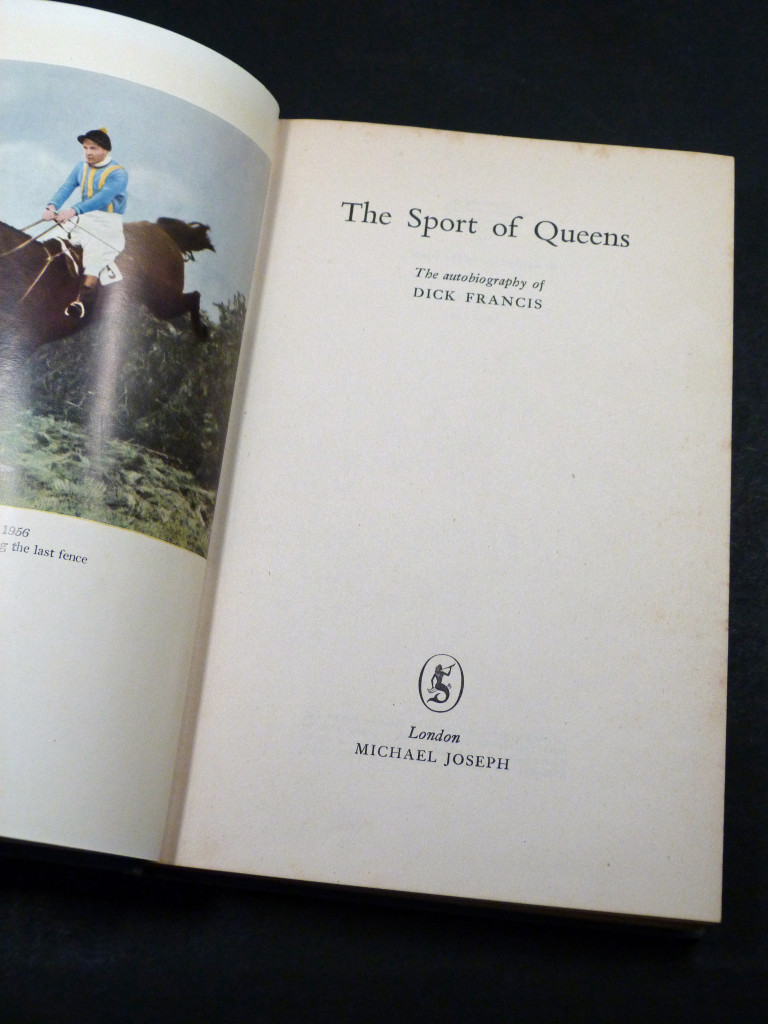 1956
g the last fence
The Sport of Queens
The autobiography of
DICK FRANCIS
London
MICHAEL JOSEPH